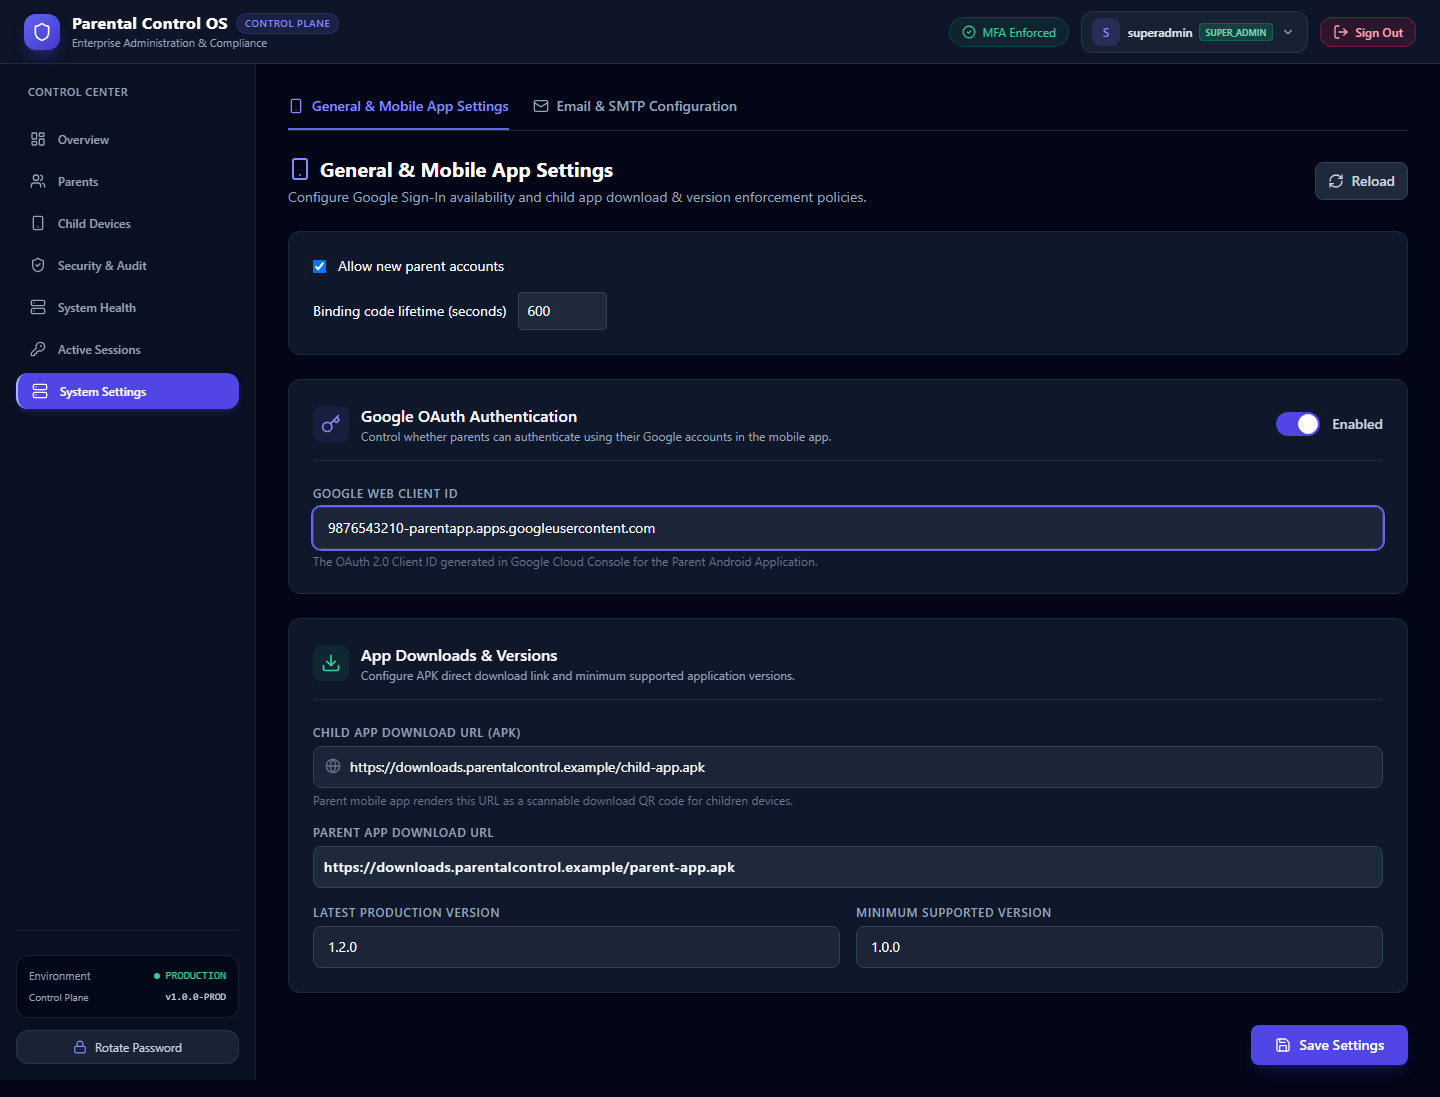 Parental Control OS
CONTROL PLANE
Enterprise Administration & Compliance
MFA Enforced
S
superadmin
SUPER_ADMIN
Sign Out
CONTROL CENTER
Overview
Parents
Child Devices
Security & Audit
System Health
Active Sessions
System Settings
Environment
PRODUCTION
Control Plane
v1.0.0-PROD
Rotate Password
General & Mobile App Settings
Email & SMTP Configuration
General & Mobile App Settings
Configure Google Sign-In availability and child app download & version enforcement policies.
Reload
Allow new parent accounts
Binding code lifetime (seconds)
600
Google OAuth Authentication
Control whether parents can authenticate using their Google accounts in the mobile app.
Enabled
GOOGLE WEB CLIENT ID
9876543210-parentapp.apps.googleusercontent.com
The OAuth 2.0 Client ID generated in Google Cloud Console for the Parent Android Application.
App Downloads & Versions
Configure APK direct download link and minimum supported application versions.
CHILD APP DOWNLOAD URL (APK)
https://downloads.parentalcontrol.example/child-app.apk
Parent mobile app renders this URL as a scannable download QR code for children devices.
PARENT APP DOWNLOAD URL
https://downloads.parentalcontrol.example/parent-app.apk
LATEST PRODUCTION VERSION
1.2.0
MINIMUM SUPPORTED VERSION
1.0.0
Save Settings